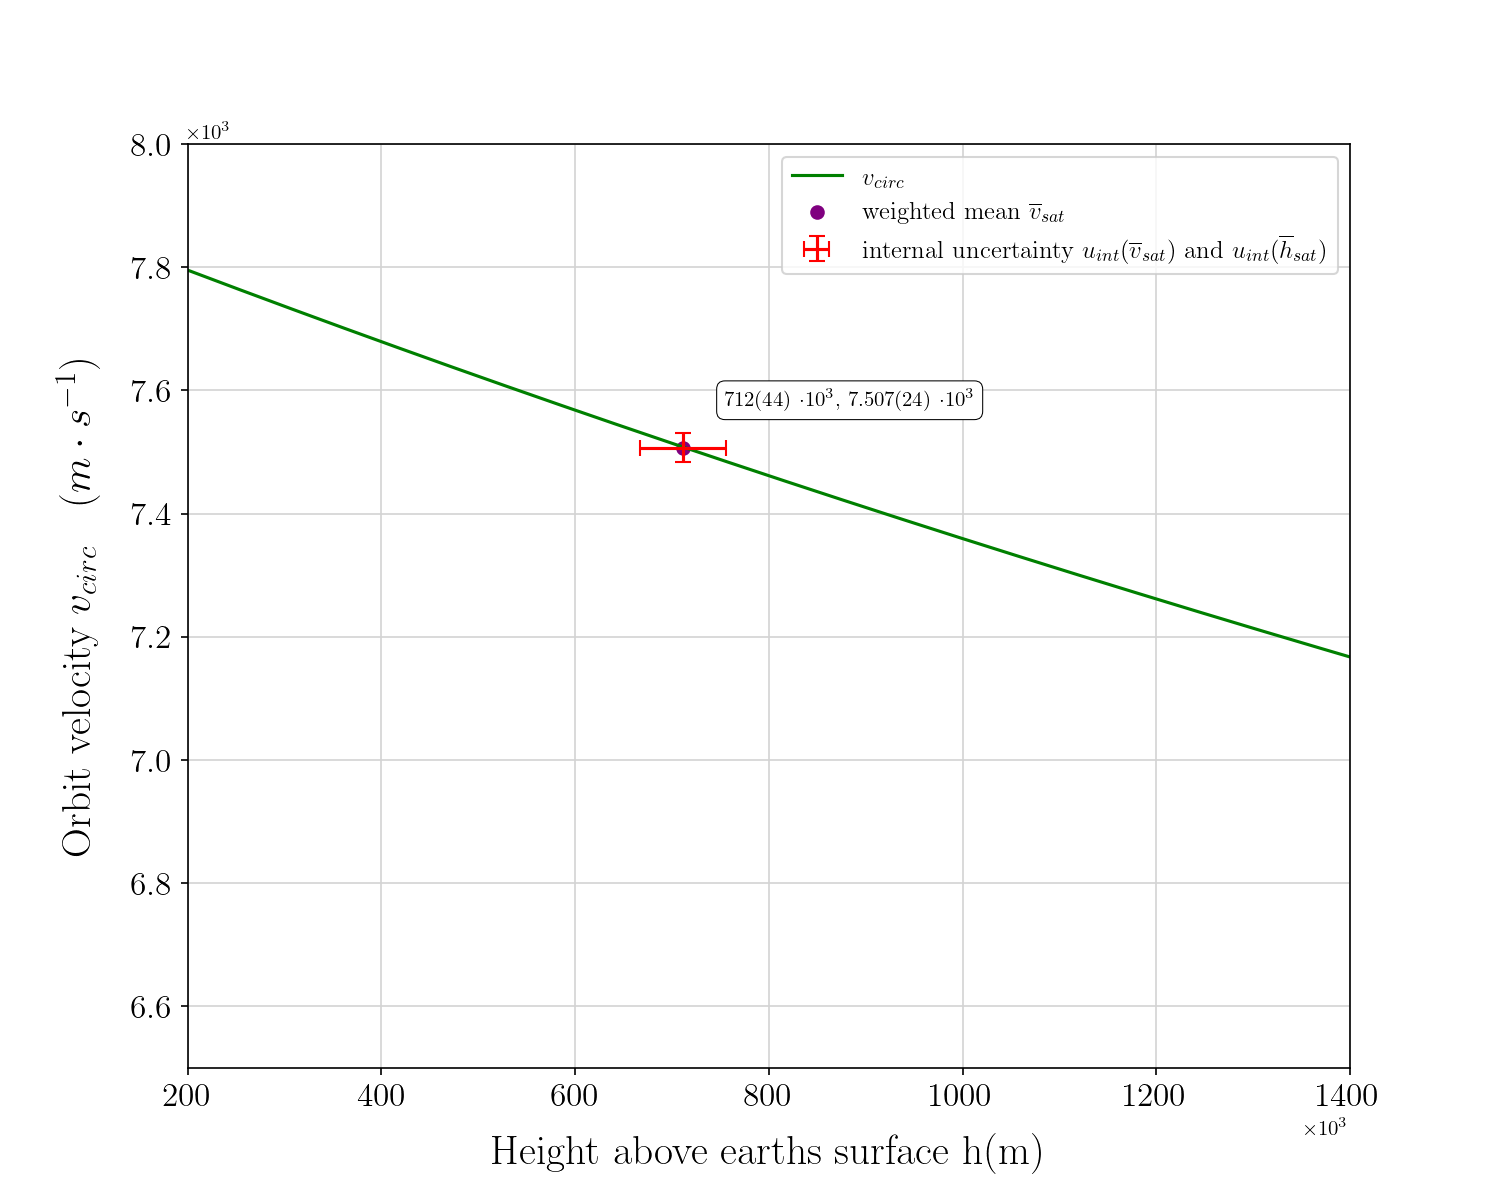 ×10³
8.0
7.8
7.6
7.4
7.2
7.0
6.8
6.6
Orbit velocity v_circ (m · s⁻¹)
v_circ
weighted mean v̅_sat
internal uncertainty u_int(v̅_sat) and u_int(h̅_sat)
712(44) ·10³, 7.507(24) ·10³
200 400 600 800 1000 1200 1400
×10³
Height above earths surface h(m)